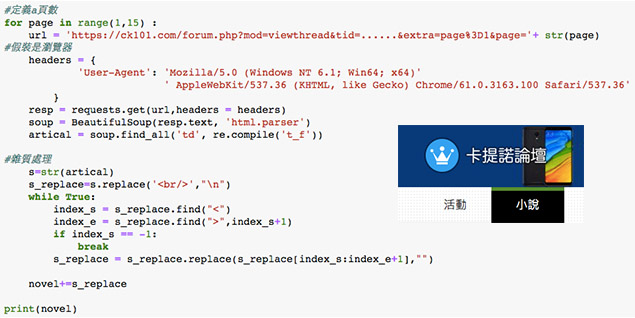 #定義a頁數
for page in range(1,15) :
url = 'https://ck101.com/forum.php?mod=viewthread&tid=......&extra=page%3D1&page='+ str(page)
#假裝是瀏覽器
headers = {
'User-Agent': 'Mozilla/5.0 (Windows NT 6.1; Win64; x64)'
' AppleWebKit/537.36 (KHTML, like Gecko) Chrome/61.0.3163.100 Safari/537.36'
}
resp = requests.get(url,headers = headers)
soup = BeautifulSoup(resp.text, 'html.parser')
artical = soup.find_all('td', re.compile('t_f'))
#雜質處理
s=str(artical)
s_replace=s.replace('<br/>',"\n")
while True:
index_s = s_replace.find("<")
index_e = s_replace.find(">",index_s+1)
if index_s == -1:
break
s_replace = s_replace.replace(s_replace[index_s:index_e+1],"")
novel+=s_replace
print(novel)
卡提諾論壇
活動 小說